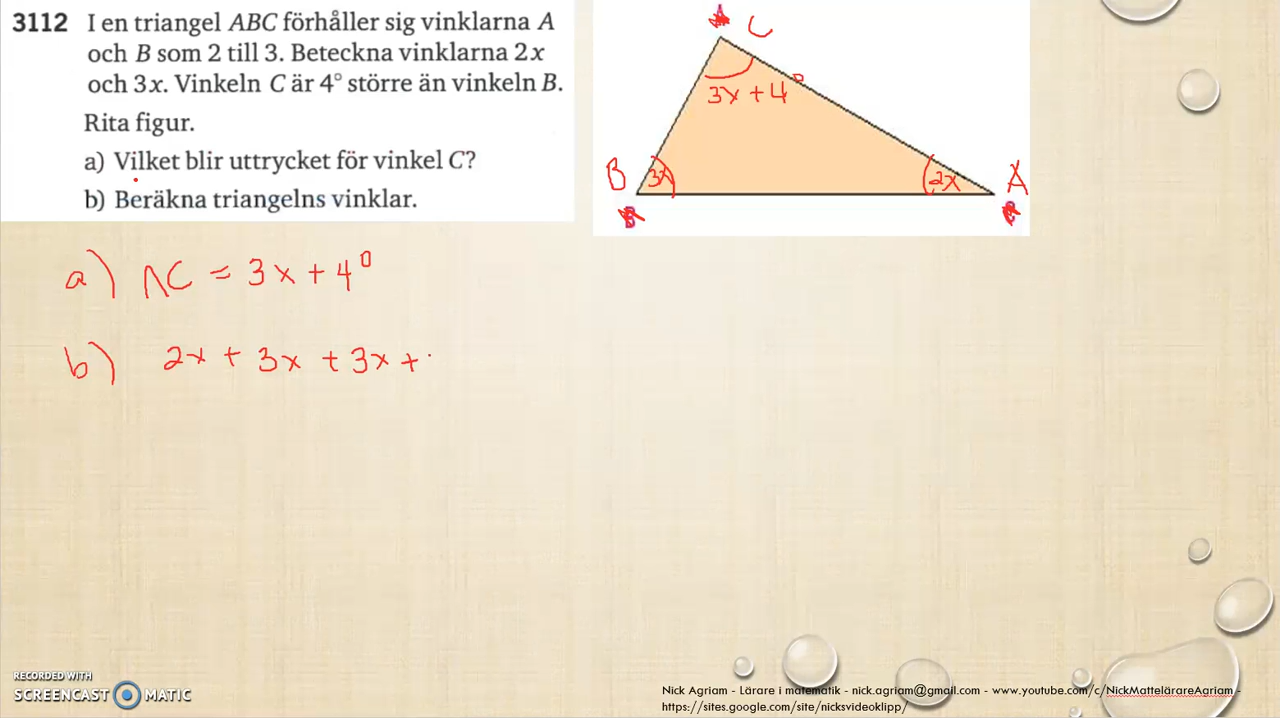 3112 I en triangel ABC förhåller sig vinklarna A
och B som 2 till 3. Beteckna vinklarna 2x
och 3x. Vinkeln C är 4° större än vinkeln B.
Rita figur.
a) Vilket blir uttrycket för vinkel C?
b) Beräkna triangelns vinklar.
C
3x + 4°
B
3x
2x
A
a) ∧C = 3x + 4°
b) 2x + 3x + 3x +
RECORDED WITH
SCREENCAST MATIC
Nick Agriam - Lärare i matematik - nick.agriam@gmail.com - www.youtube.com/c/NickMattelärareAgriam -
https://sites.google.com/site/nicksvideoklipp/